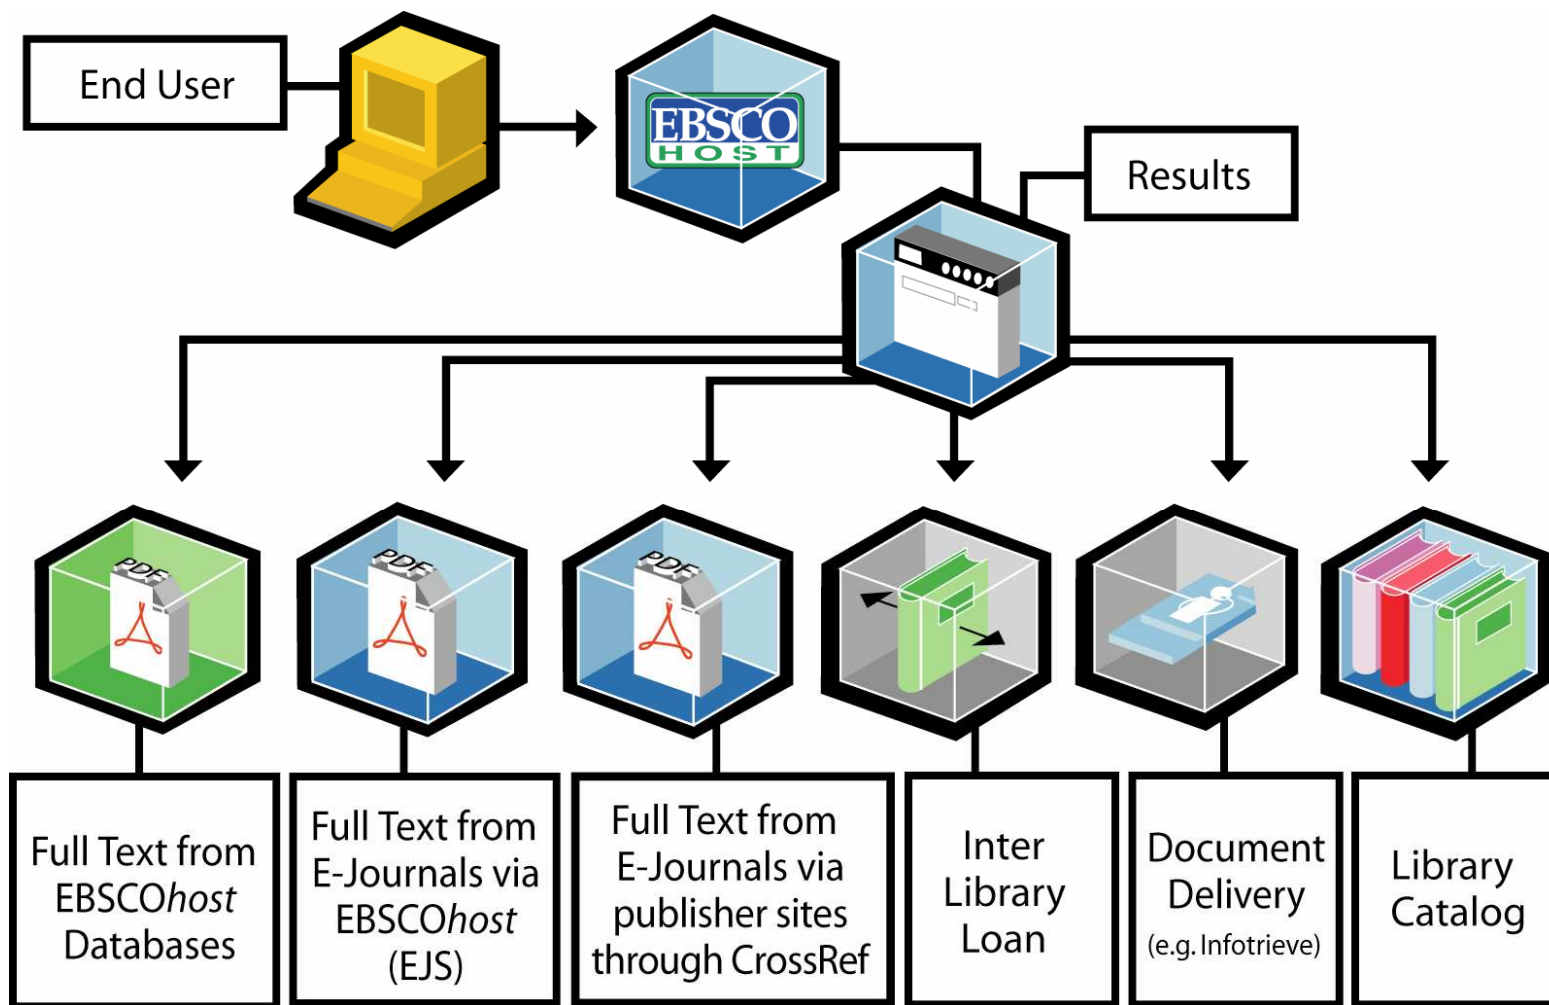 End User
EBSCO
HOST
Results
PDF
PDF
PDF
Full Text from
EBSCOhost
Databases
Full Text from
E-Journals via
EBSCOhost
(EJS)
Full Text from
E-Journals via
publisher sites
through CrossRef
Inter
Library
Loan
Document
Delivery
(e.g. Infotrieve)
Library
Catalog